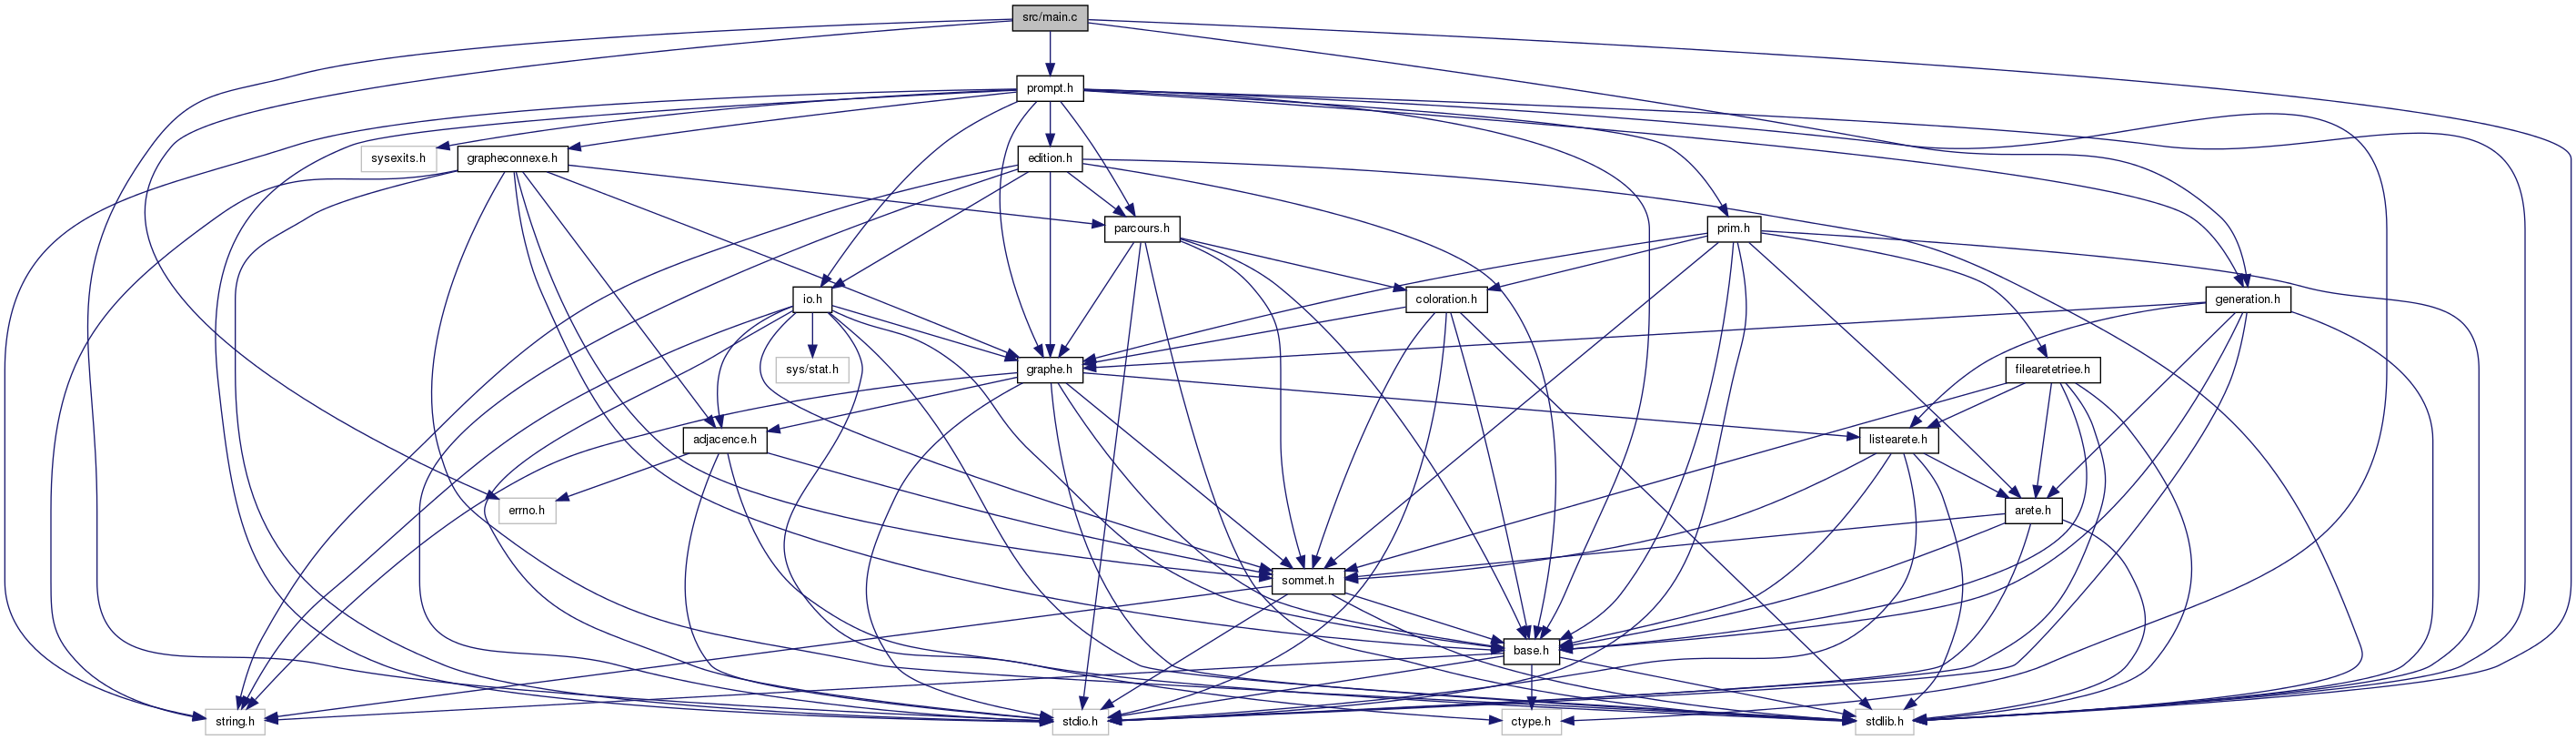 src/main.c
prompt.h
sysexits.h
grapheconnexe.h
edition.h
parcours.h
prim.h
io.h
coloration.h
generation.h
sys/stat.h
graphe.h
filearetetriee.h
adjacence.h
listearete.h
errno.h
arete.h
sommet.h
base.h
string.h
stdio.h
ctype.h
stdlib.h